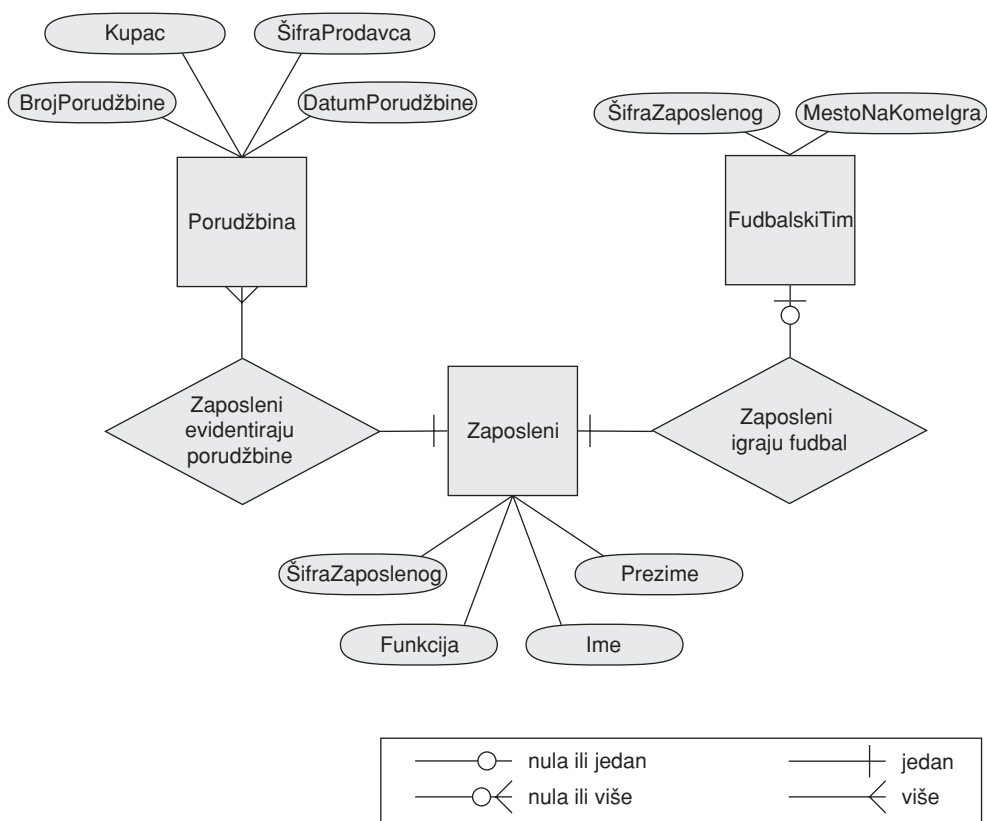 Kupac
ŠifraProdavca
BrojPorudžbine
DatumPorudžbine
ŠifraZaposlenog
MestoNaKomeIgra
Porudžbina
FudbalskiTim
Zaposleni
evidentiraju
porudžbine
Zaposleni
Zaposleni
igraju fudbal
ŠifraZaposlenog
Prezime
Funkcija
Ime
nula ili jedan
jedan
nula ili više
više